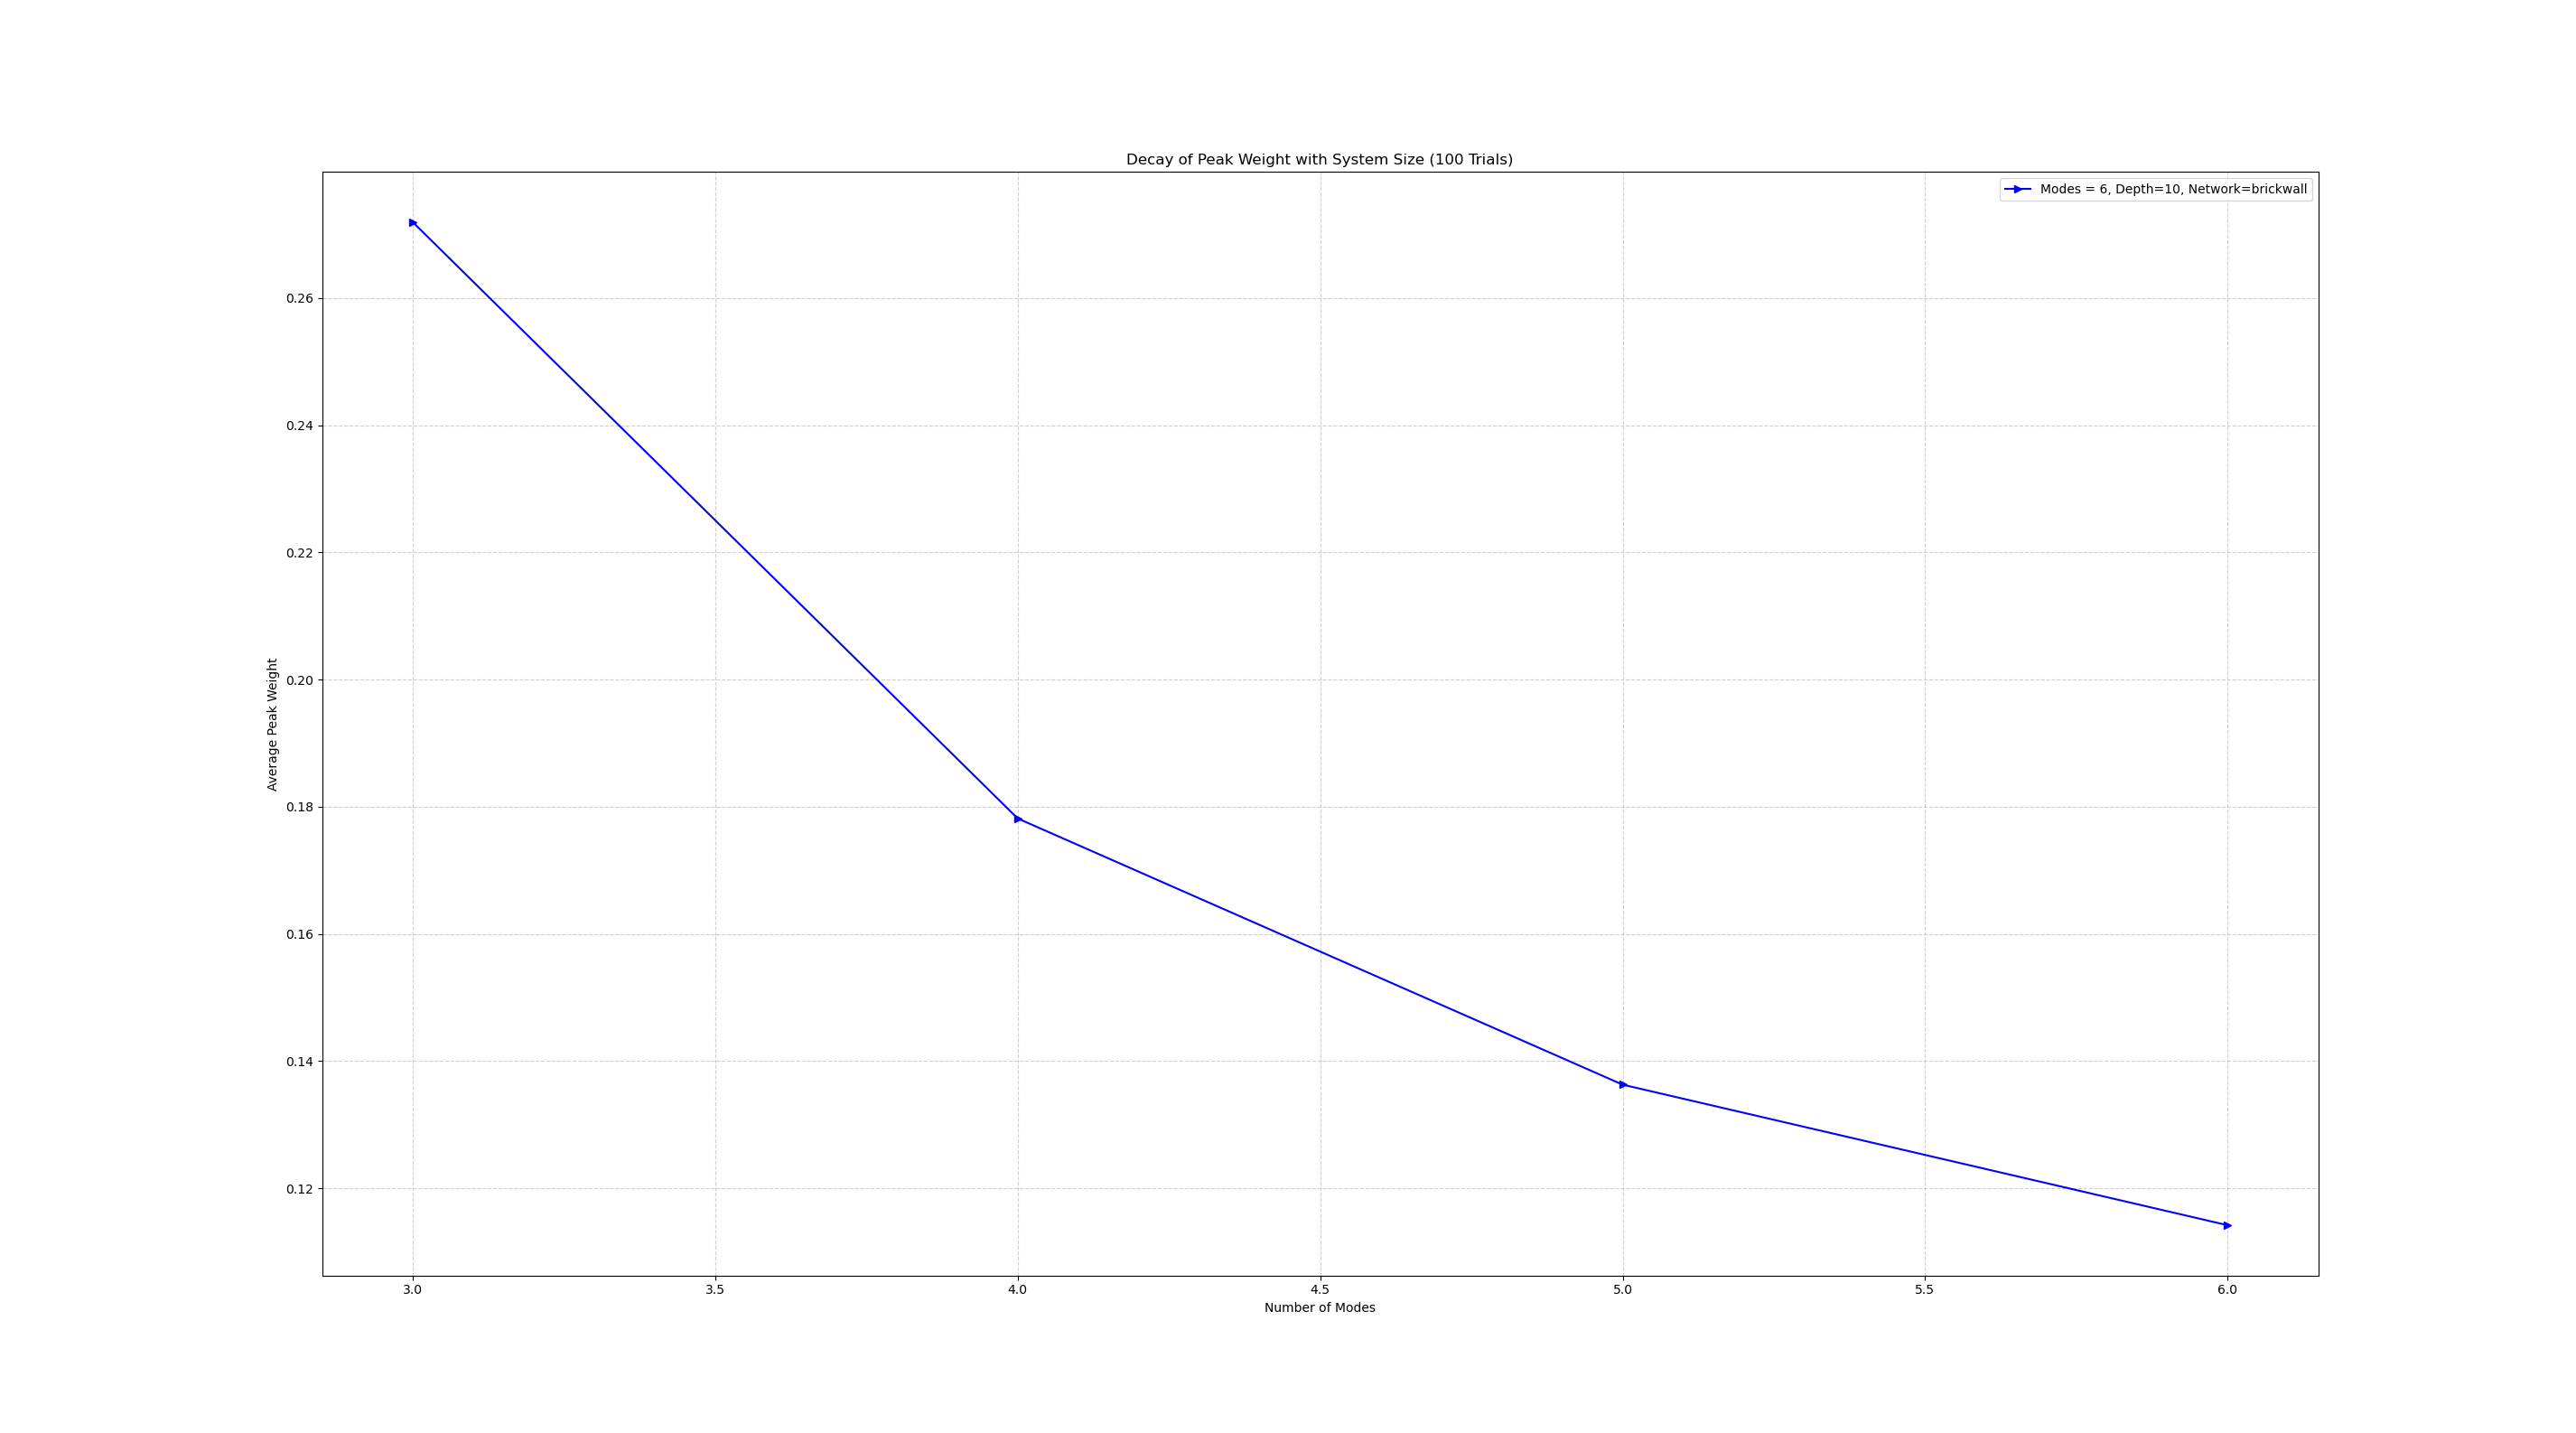 Decay of Peak Weight with System Size (100 Trials)
Modes = 6, Depth=10, Network=brickwall
Average Peak Weight
0.26
0.24
0.22
0.20
0.18
0.16
0.14
0.12
3.0 3.5 4.0 4.5 5.0 5.5 6.0
Number of Modes